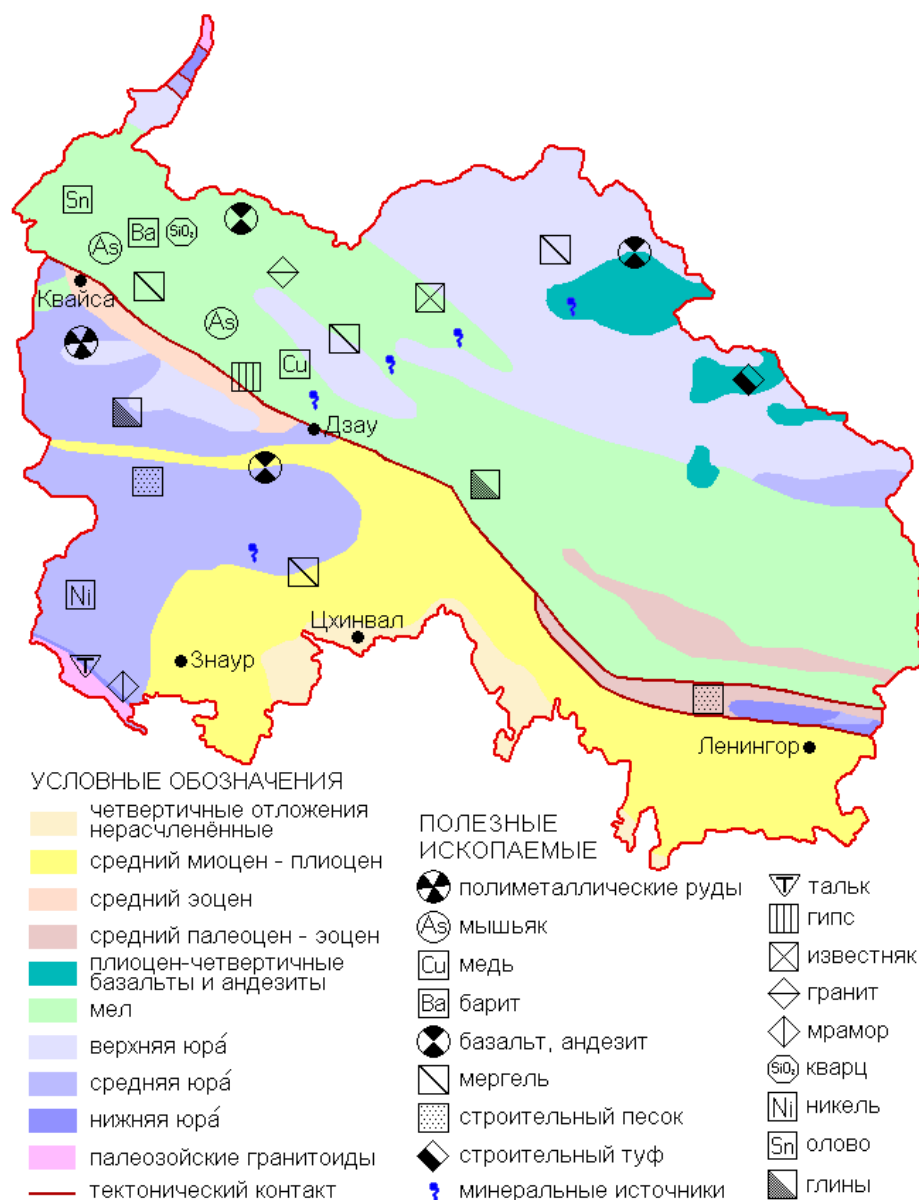 Sn
As
Ba
SiO₂
Квайса
As
Cu
Дзау
Ni
Цхинвал
Знаур
Т
Ленингор
УСЛОВНЫЕ ОБОЗНАЧЕНИЯ
четвертичные отложения
нерасчленённые
средний миоцен - плиоцен
средний эоцен
средний палеоцен - эоцен
плиоцен-четвертичные
базальты и андезиты
мел
верхняя юра́
средняя юра́
нижняя юра́
палеозойские гранитоиды
тектонический контакт
ПОЛЕЗНЫЕ
ИСКОПАЕМЫЕ
полиметаллические руды
As мышьяк
Cu медь
Ba барит
базальт, андезит
мергель
строительный песок
строительный туф
минеральные источники
Т тальк
гипс
известняк
гранит
мрамор
SiO₂ кварц
Ni никель
Sn олово
глины